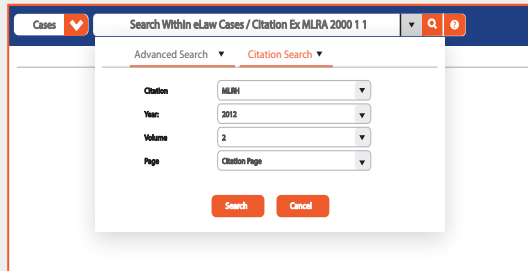 Cases Search Within eLaw Cases / Citation Ex MLRA 2000 1 1 ?
Advanced Search Citation Search
Citation MLRH
Year: 2012
Volume 2
Page Citation Page
Search Cancel